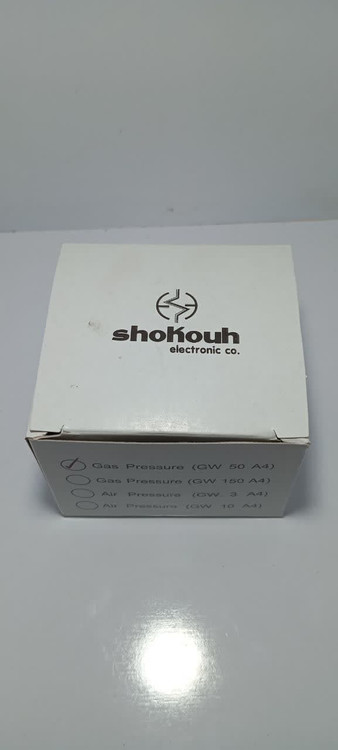 shokouh
electronic co.
Gas Presaure (GW 50 A4)
Gas Pressure (GW 150 A4)
Air Pressure (GW 3 A4)
Air Pressure (GW 10 A4)